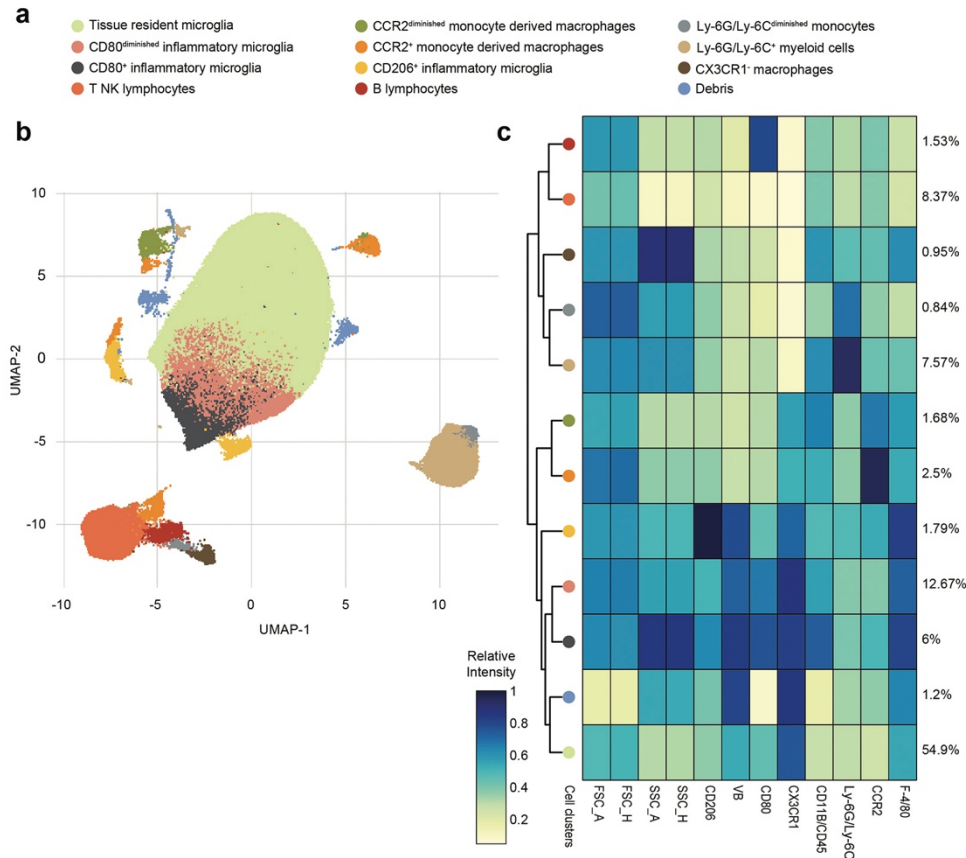 a
Tissue resident microglia
CD80diminished inflammatory microglia
CD80+ inflammatory microglia
T NK lymphocytes
CCR2diminished monocyte derived macrophages
CCR2+ monocyte derived macrophages
CD206+ inflammatory microglia
B lymphocytes
Ly-6G/Ly-6Cdiminished monocytes
Ly-6G/Ly-6C+ myeloid cells
CX3CR1- macrophages
Debris
b
UMAP-2
10
5
0
-5
-10
-10
-5
0
5
10
UMAP-1
c
1.53%
8.37%
0.95%
0.84%
7.57%
1.68%
2.5%
1.79%
12.67%
6%
1.2%
54.9%
Relative
Intensity
1
0.8
0.6
0.4
0.2
Cell clusters
FSC_A
FSC_H
SSC_A
SSC_H
CD206
VB
CD80
CX3CR1
CD11B/CD45
Ly-6G/Ly-6C
CCR2
F-4/80